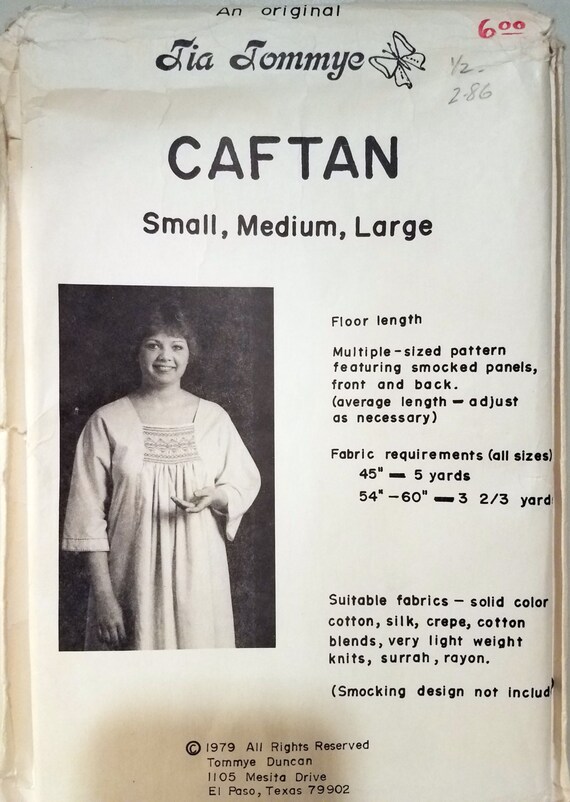 An original
6⁰⁰
Tia Tommye
1/2-
2-86
CAFTAN
Small, Medium, Large
Floor length
Multiple-sized pattern
featuring smocked panels,
front and back.
(average length — adjust
as necessary)
Fabric requirements (all sizes)
45" — 5 yards
54" - 60" — 3 2/3 yard
Suitable fabrics — solid color
cotton, silk, crepe, cotton
blends, very light weight
knits, surrah, rayon.
(Smocking design not includ
© 1979 All Rights Reserved
Tommye Duncan
1105 Mesita Drive
El Paso, Texas 79902